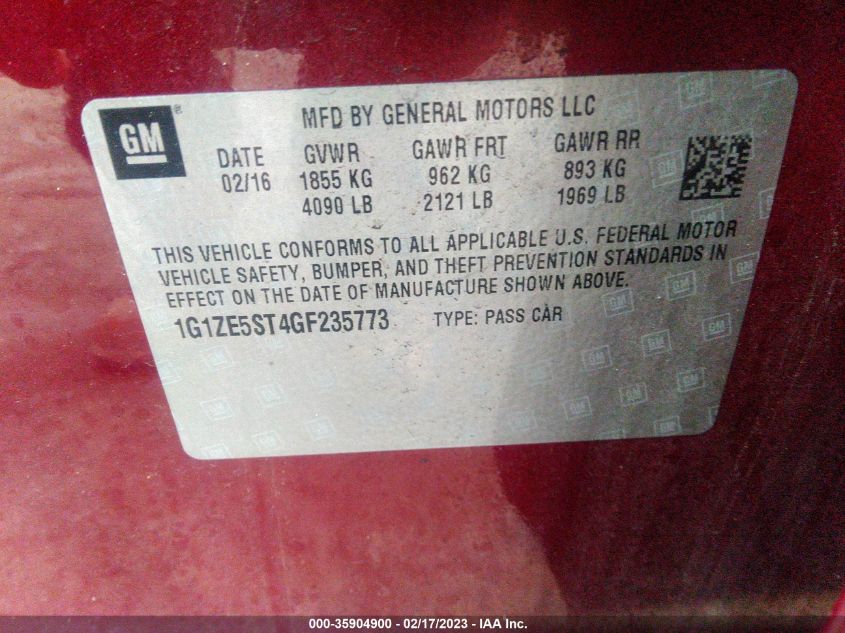 GM®
MFD BY GENERAL MOTORS LLC
DATE GVWR GAWR FRT GAWR RR
02/16 1855 KG 962 KG 893 KG
4090 LB 2121 LB 1969 LB
THIS VEHICLE CONFORMS TO ALL APPLICABLE U.S. FEDERAL MOTOR
VEHICLE SAFETY, BUMPER, AND THEFT PREVENTION STANDARDS IN
EFFECT ON THE DATE OF MANUFACTURE SHOWN ABOVE.
1G1ZE5ST4GF235773 TYPE: PASS CAR
000-35904900 - 02/17/2023 - IAA Inc.